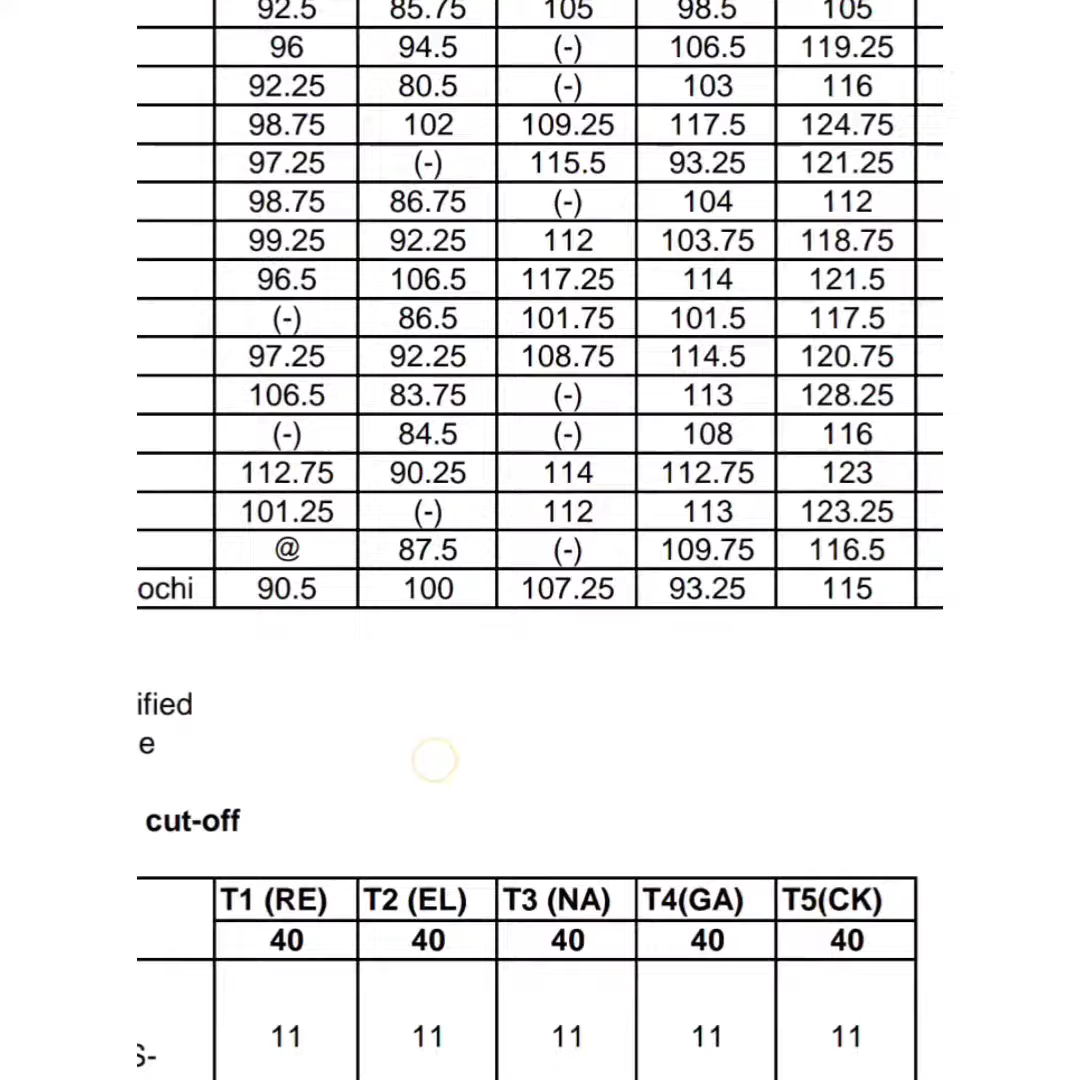 92.5 85.75 105 98.5 105
96 94.5 (-) 106.5 119.25
92.25 80.5 (-) 103 116
98.75 102 109.25 117.5 124.75
97.25 (-) 115.5 93.25 121.25
98.75 86.75 (-) 104 112
99.25 92.25 112 103.75 118.75
96.5 106.5 117.25 114 121.5
(-) 86.5 101.75 101.5 117.5
97.25 92.25 108.75 114.5 120.75
106.5 83.75 (-) 113 128.25
(-) 84.5 (-) 108 116
112.75 90.25 114 112.75 123
101.25 (-) 112 113 123.25
@ 87.5 (-) 109.75 116.5
ochi 90.5 100 107.25 93.25 115
ified
e
cut-off
T1 (RE) T2 (EL) T3 (NA) T4(GA) T5(CK)
40 40 40 40 40
11 11 11 11 11
S-